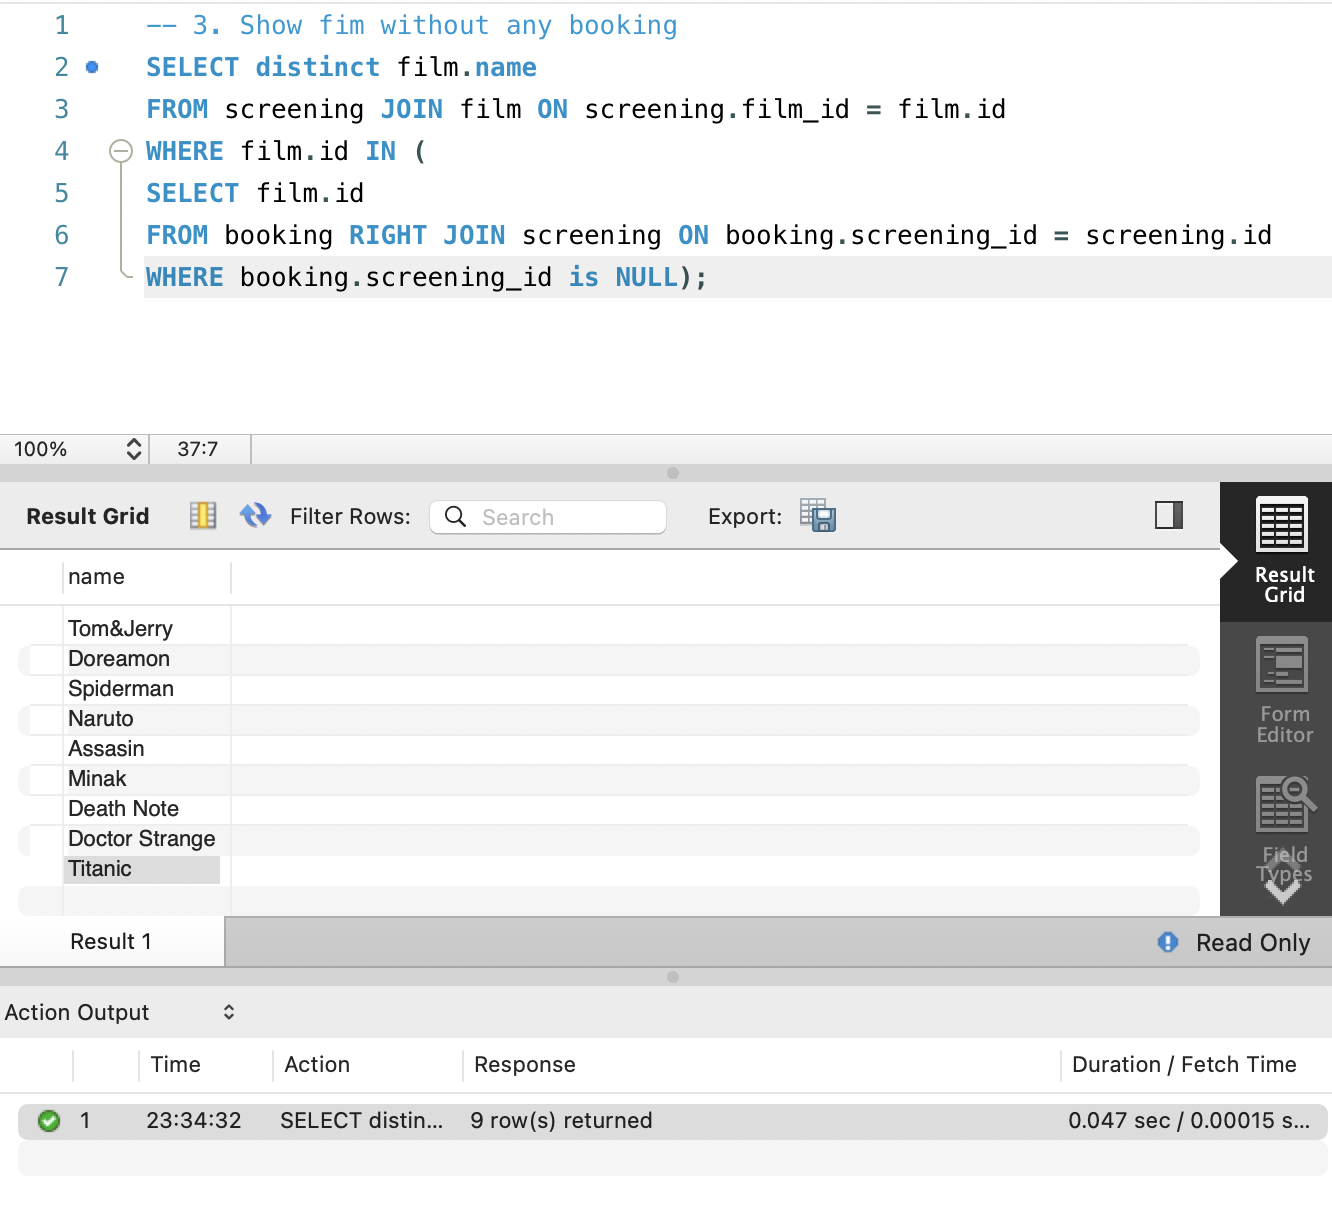 1 -- 3. Show fim without any booking
2 SELECT distinct film.name
3 FROM screening JOIN film ON screening.film_id = film.id
4 WHERE film.id IN (
5 SELECT film.id
6 FROM booking RIGHT JOIN screening ON booking.screening_id = screening.id
7 WHERE booking.screening_id is NULL);
100% 37:7
Result Grid Filter Rows: Search Export:
Result
Grid
name
Tom&Jerry
Doreamon
Spiderman
Naruto
Assasin
Minak
Death Note
Doctor Strange
Titanic
Form
Editor
Field
Types
Result 1 Read Only
Action Output
Time Action Response Duration / Fetch Time
1 23:34:32 SELECT distin... 9 row(s) returned 0.047 sec / 0.00015 s...